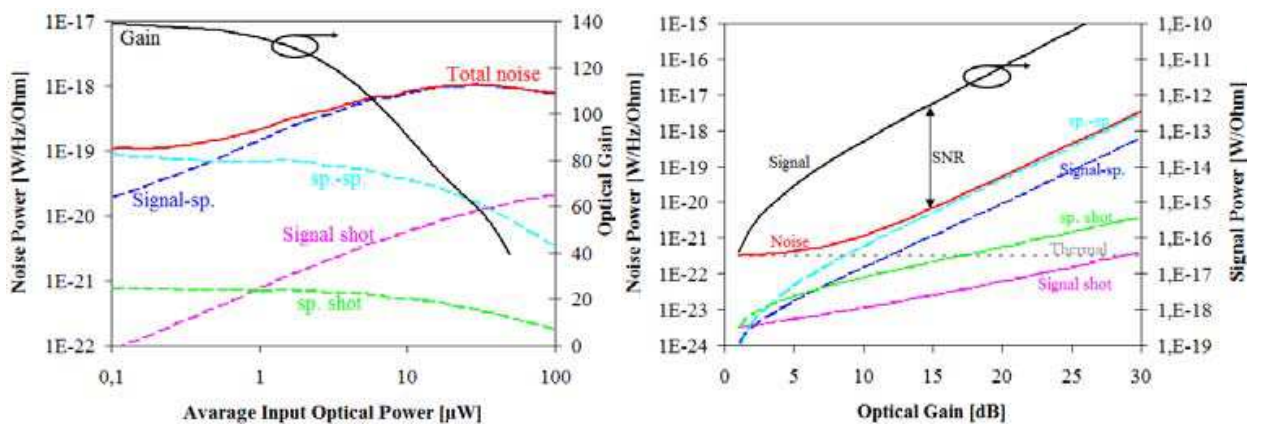 1E-17
1E-18
1E-19
1E-20
1E-21
1E-22
Noise Power [W/Hz/Ohm]
Gain
Total noise
sp.-sp.
Signal-sp.
Signal shot
sp. shot
140
120
100
80
60
40
20
0
Optical Gain
0,1
1
10
100
Avarage Input Optical Power [µW]
1E-15
1E-16
1E-17
1E-18
1E-19
1E-20
1E-21
1E-22
1E-23
1E-24
Noise Power [W/Hz/Ohm]
Signal
SNR
sp.-sp.
Signal-sp.
sp. shot
Noise
Thermal
Signal shot
1,E-10
1,E-11
1,E-12
1,E-13
1,E-14
1,E-15
1,E-16
1,E-17
1,E-18
1,E-19
Signal Power [W/Ohm]
0
5
10
15
20
25
30
Optical Gain [dB]